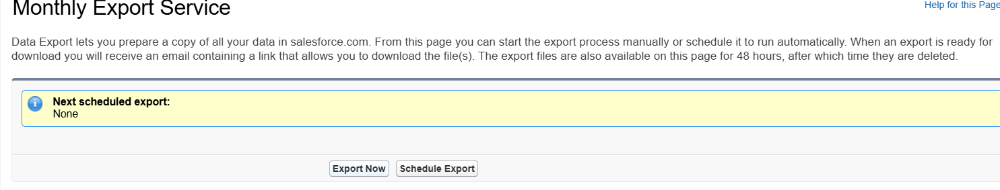 Monthly Export Service
Help for this Page
Data Export lets you prepare a copy of all your data in salesforce.com. From this page you can start the export process manually or schedule it to run automatically. When an export is ready for
download you will receive an email containing a link that allows you to download the file(s). The export files are also available on this page for 48 hours, after which time they are deleted.
Next scheduled export:
None
Export Now
Schedule Export